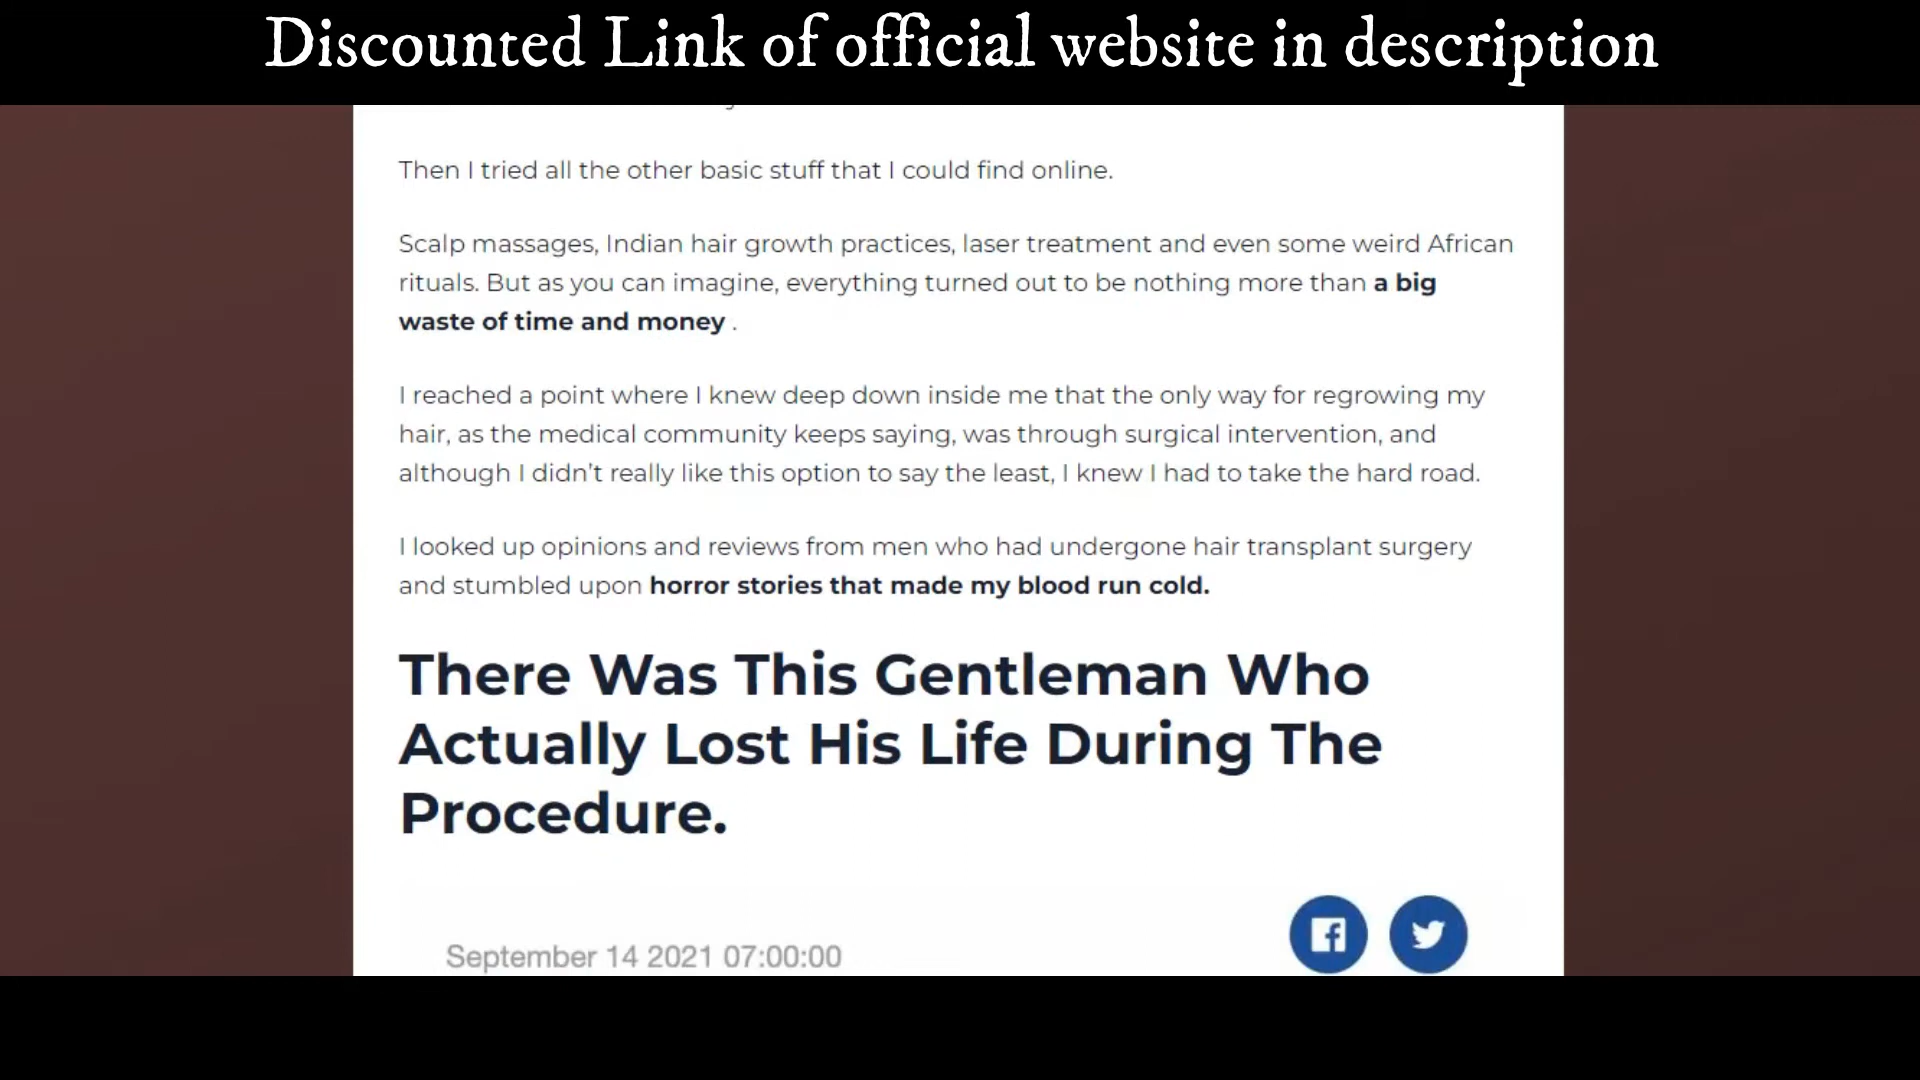 Discounted Link of official website in description
Then I tried all the other basic stuff that I could find online.
Scalp massages, Indian hair growth practices, laser treatment and even some weird African
rituals. But as you can imagine, everything turned out to be nothing more than a big
waste of time and money .
I reached a point where I knew deep down inside me that the only way for regrowing my
hair, as the medical community keeps saying, was through surgical intervention, and
although I didn’t really like this option to say the least, I knew I had to take the hard road.
I looked up opinions and reviews from men who had undergone hair transplant surgery
and stumbled upon horror stories that made my blood run cold.
There Was This Gentleman Who
Actually Lost His Life During The
Procedure.
September 14 2021 07:00:00